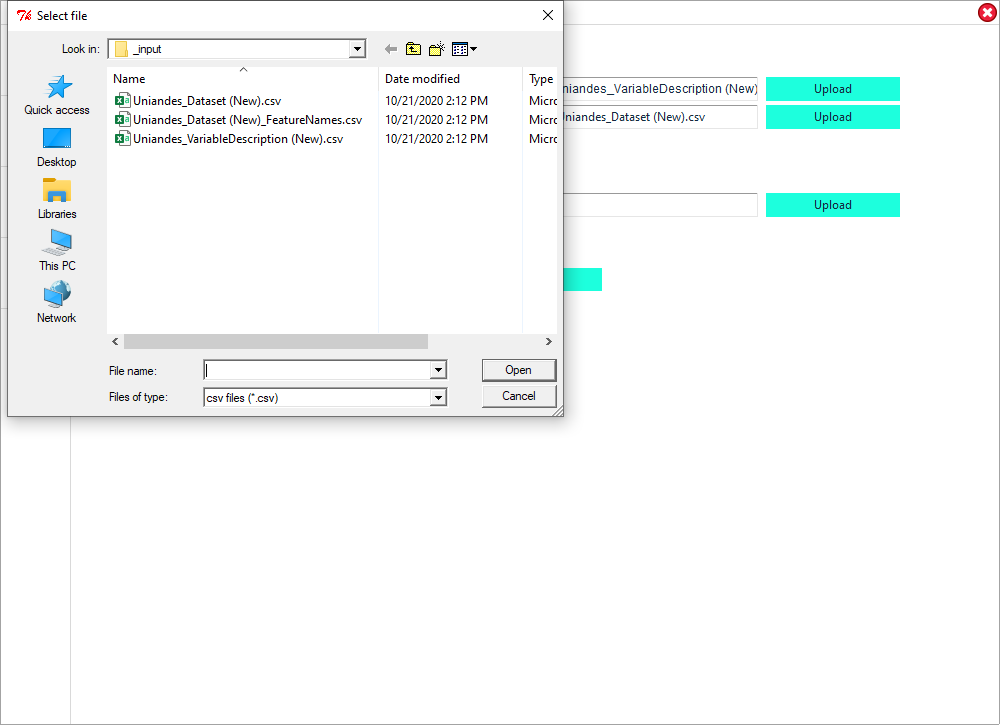 Select file
Look in:
_input
Name
Date modified
Type
Uniandes_Dataset (New).csv
10/21/2020 2:12 PM
Micro
Uniandes_Dataset (New)_FeatureNames.csv
10/21/2020 2:12 PM
Micro
Uniandes_VariableDescription (New).csv
10/21/2020 2:12 PM
Micro
Quick access
Desktop
Libraries
This PC
Network
File name:
Open
Files of type:
csv files (*.csv)
Cancel
niandes_VariableDescription (New)
Upload
Uniandes_Dataset (New).csv
Upload
Upload